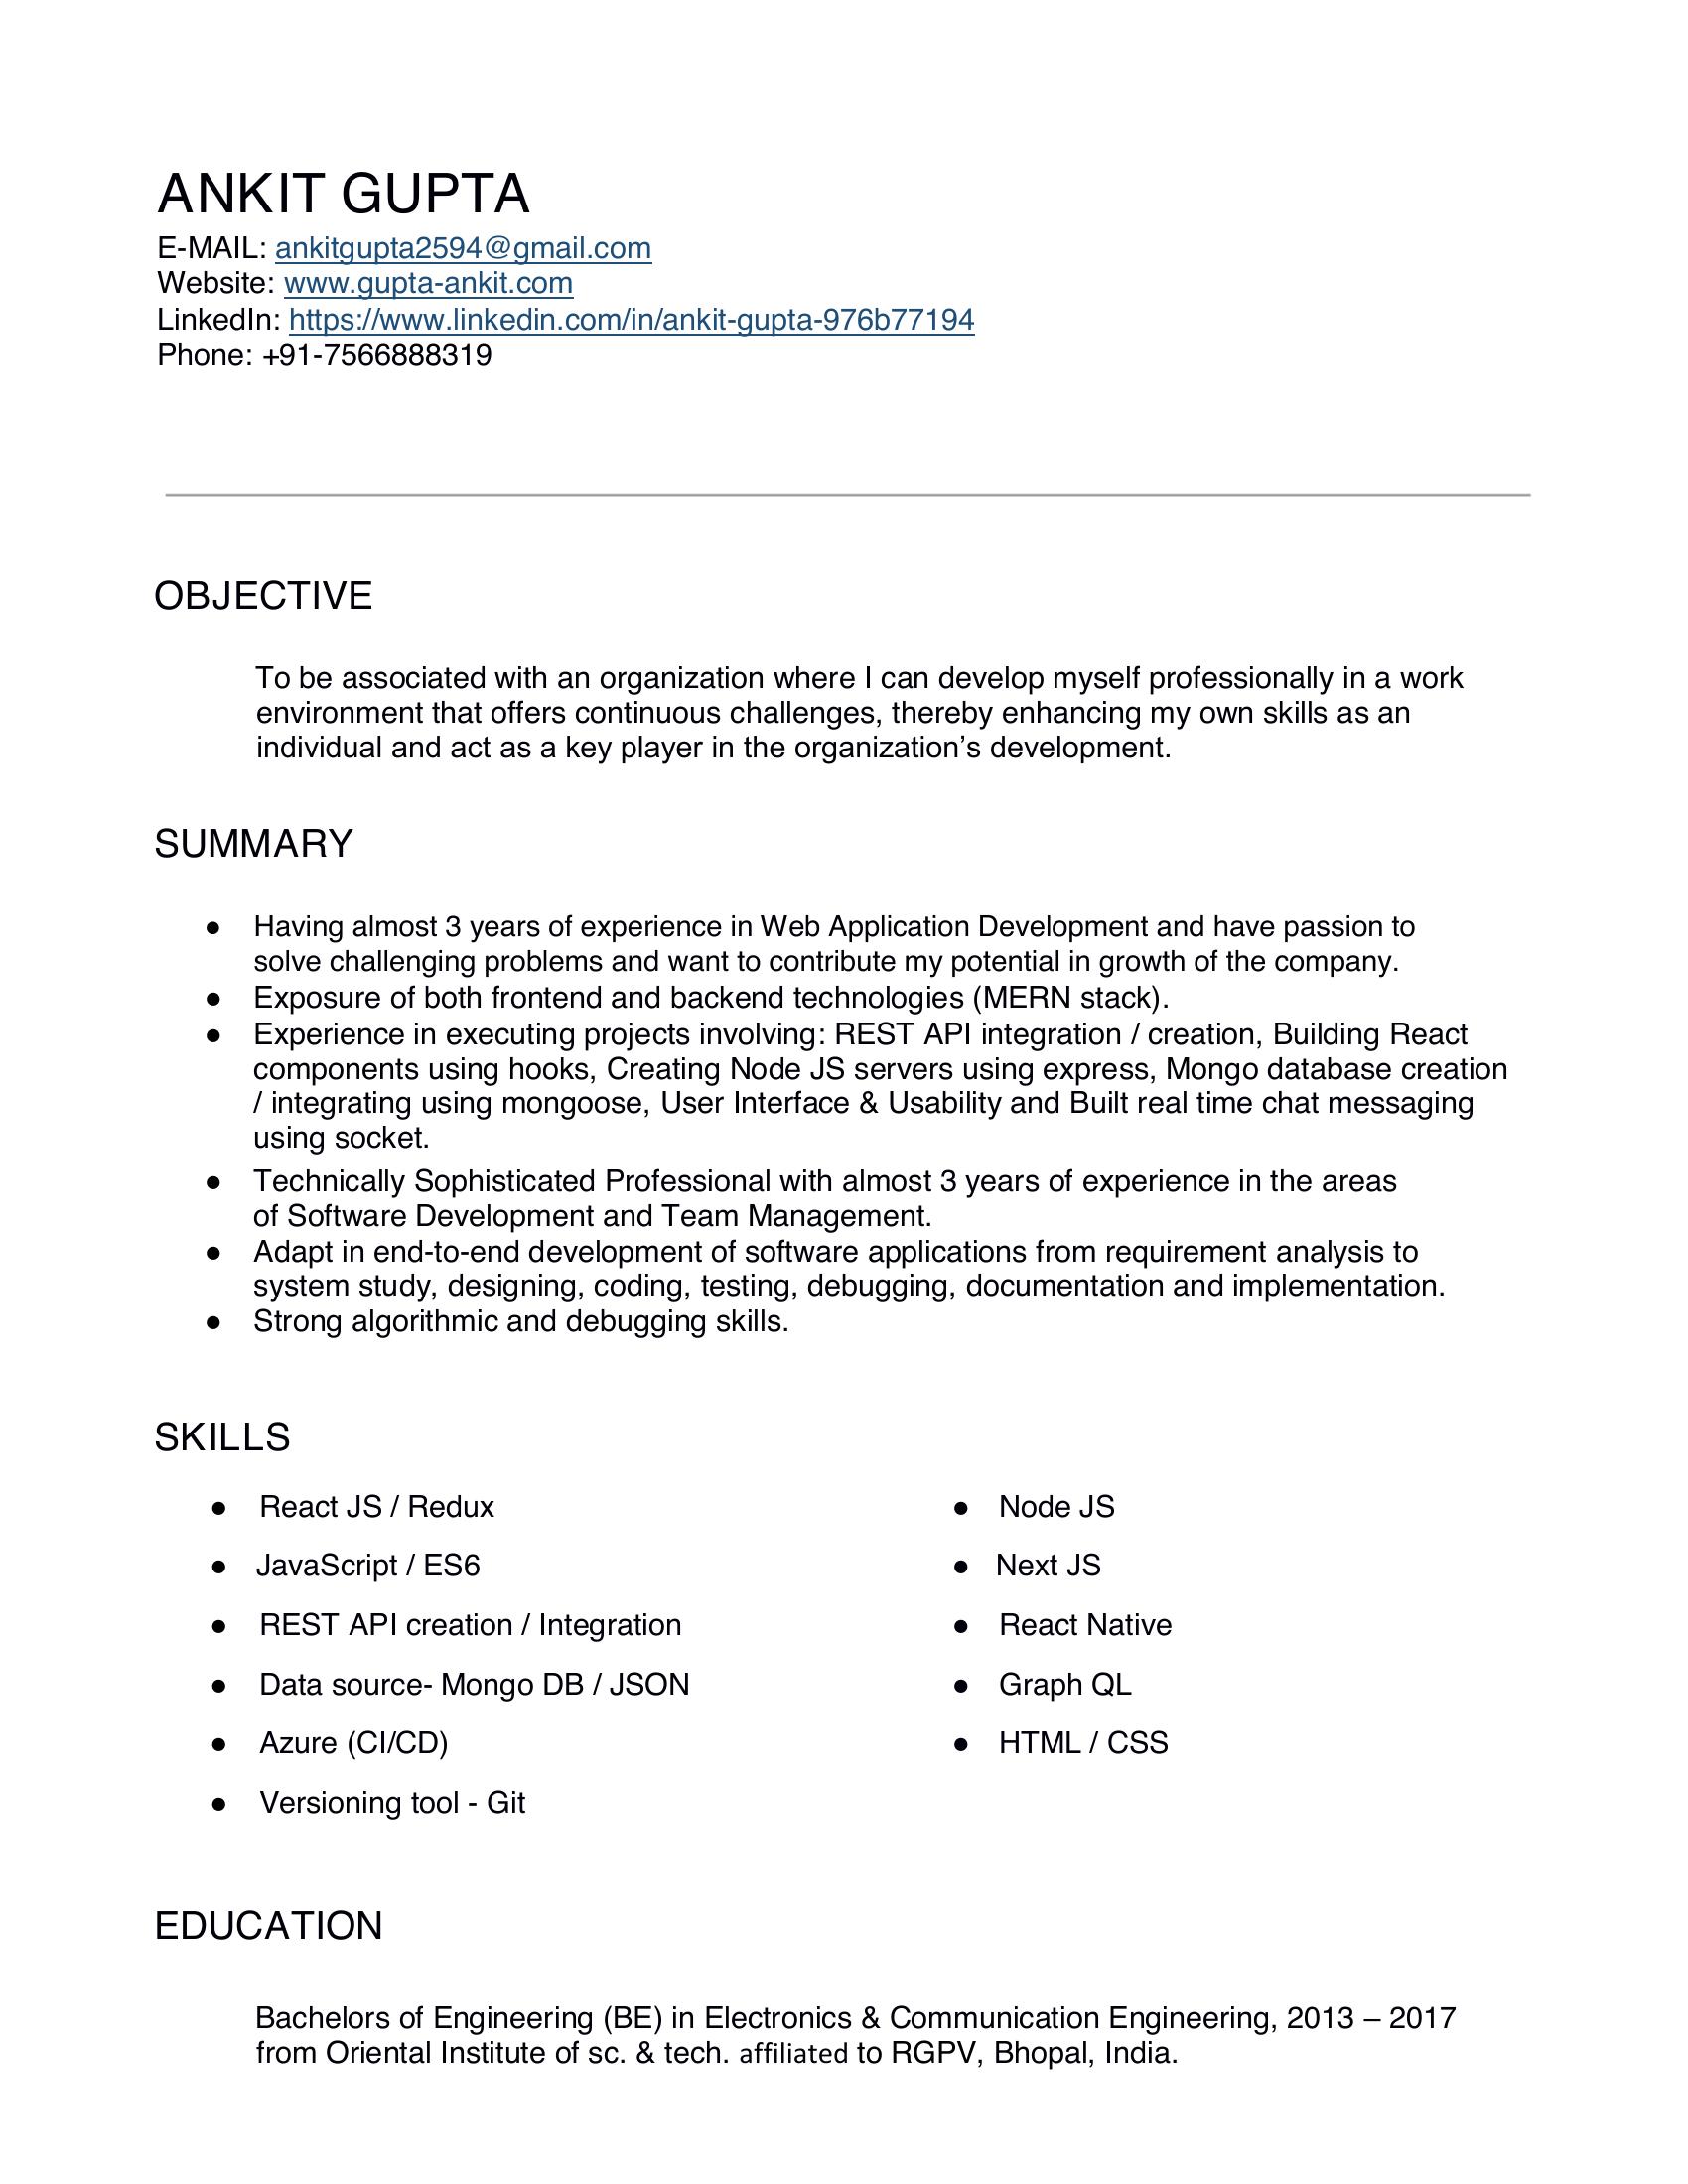 ANKIT GUPTA
E-MAIL: ankitgupta2594@gmail.com
Website: www.gupta-ankit.com
LinkedIn: https://www.linkedin.com/in/ankit-gupta-976b77194
Phone: +91-7566888319
OBJECTIVE
To be associated with an organization where I can develop myself professionally in a work
environment that offers continuous challenges, thereby enhancing my own skills as an
individual and act as a key player in the organization’s development.
SUMMARY
● Having almost 3 years of experience in Web Application Development and have passion to
solve challenging problems and want to contribute my potential in growth of the company.
● Exposure of both frontend and backend technologies (MERN stack).
● Experience in executing projects involving: REST API integration / creation, Building React
components using hooks, Creating Node JS servers using express, Mongo database creation
/ integrating using mongoose, User Interface & Usability and Built real time chat messaging
using socket.
● Technically Sophisticated Professional with almost 3 years of experience in the areas
of Software Development and Team Management.
● Adapt in end-to-end development of software applications from requirement analysis to
system study, designing, coding, testing, debugging, documentation and implementation.
● Strong algorithmic and debugging skills.
SKILLS
● React JS / Redux
● JavaScript / ES6
● REST API creation / Integration
● Data source- Mongo DB / JSON
● Azure (CI/CD)
● Versioning tool - Git
● Node JS
● Next JS
● React Native
● Graph QL
● HTML / CSS
EDUCATION
Bachelors of Engineering (BE) in Electronics & Communication Engineering, 2013 – 2017
from Oriental Institute of sc. & tech. affiliated to RGPV, Bhopal, India.